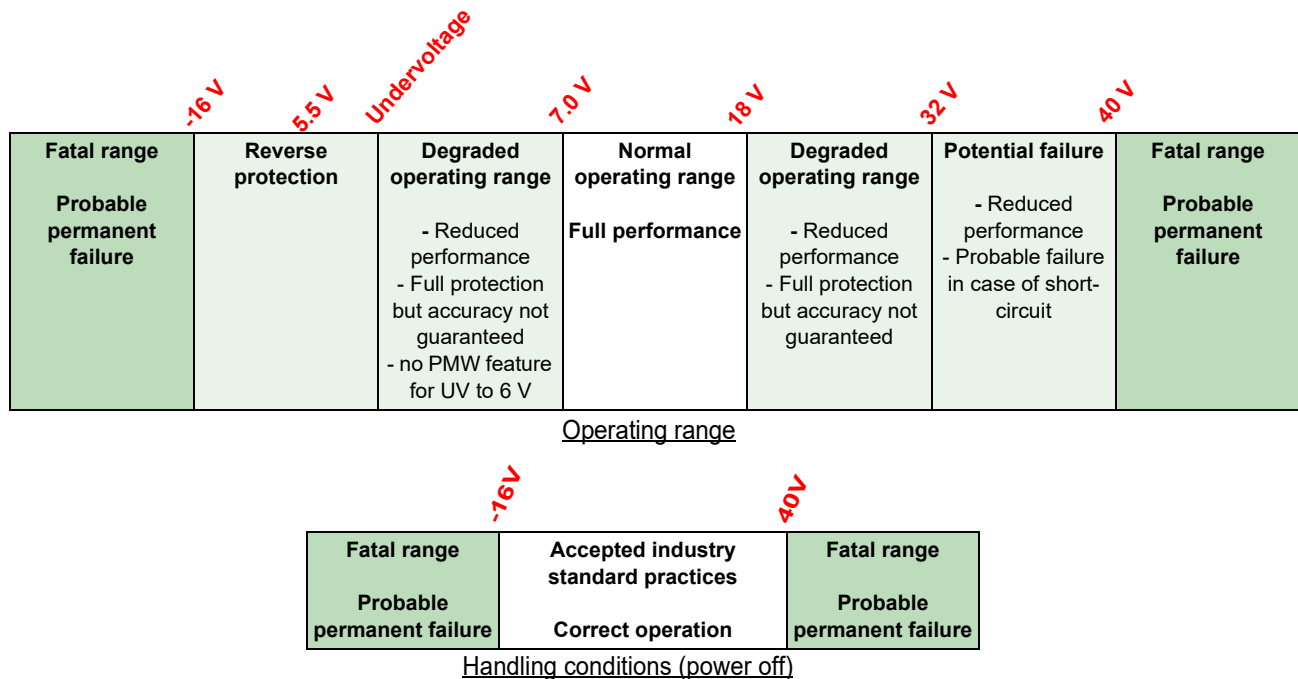 -16 V
5.5 V
Undervoltage
7.0 V
18 V
32 V
40 V
Fatal range
Probable
permanent
failure
Reverse
protection
Degraded
operating range
- Reduced
performance
- Full protection
but accuracy not
guaranteed
- no PMW feature
for UV to 6 V
Normal
operating range
Full performance
Degraded
operating range
- Reduced
performance
- Full protection
but accuracy not
guaranteed
Potential failure
- Reduced
performance
- Probable failure
in case of short-
circuit
Fatal range
Probable
permanent
failure
Operating range
-16V
40V
Fatal range
Probable
permanent failure
Accepted industry
standard practices
Correct operation
Fatal range
Probable
permanent failure
Handling conditions (power off)